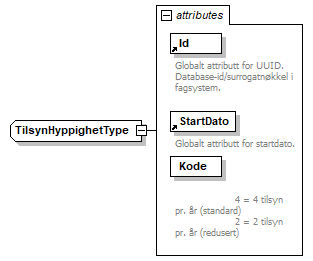 attributes
Id
Globalt attributt for UUID.
Database-id/surrogatnøkkel i
fagsystem.
TilsynHyppighetType
StartDato
Globalt attributt for startdato.
Kode
4 = 4 tilsyn
pr. år (standard)
2 = 2 tilsyn
pr. år (redusert)